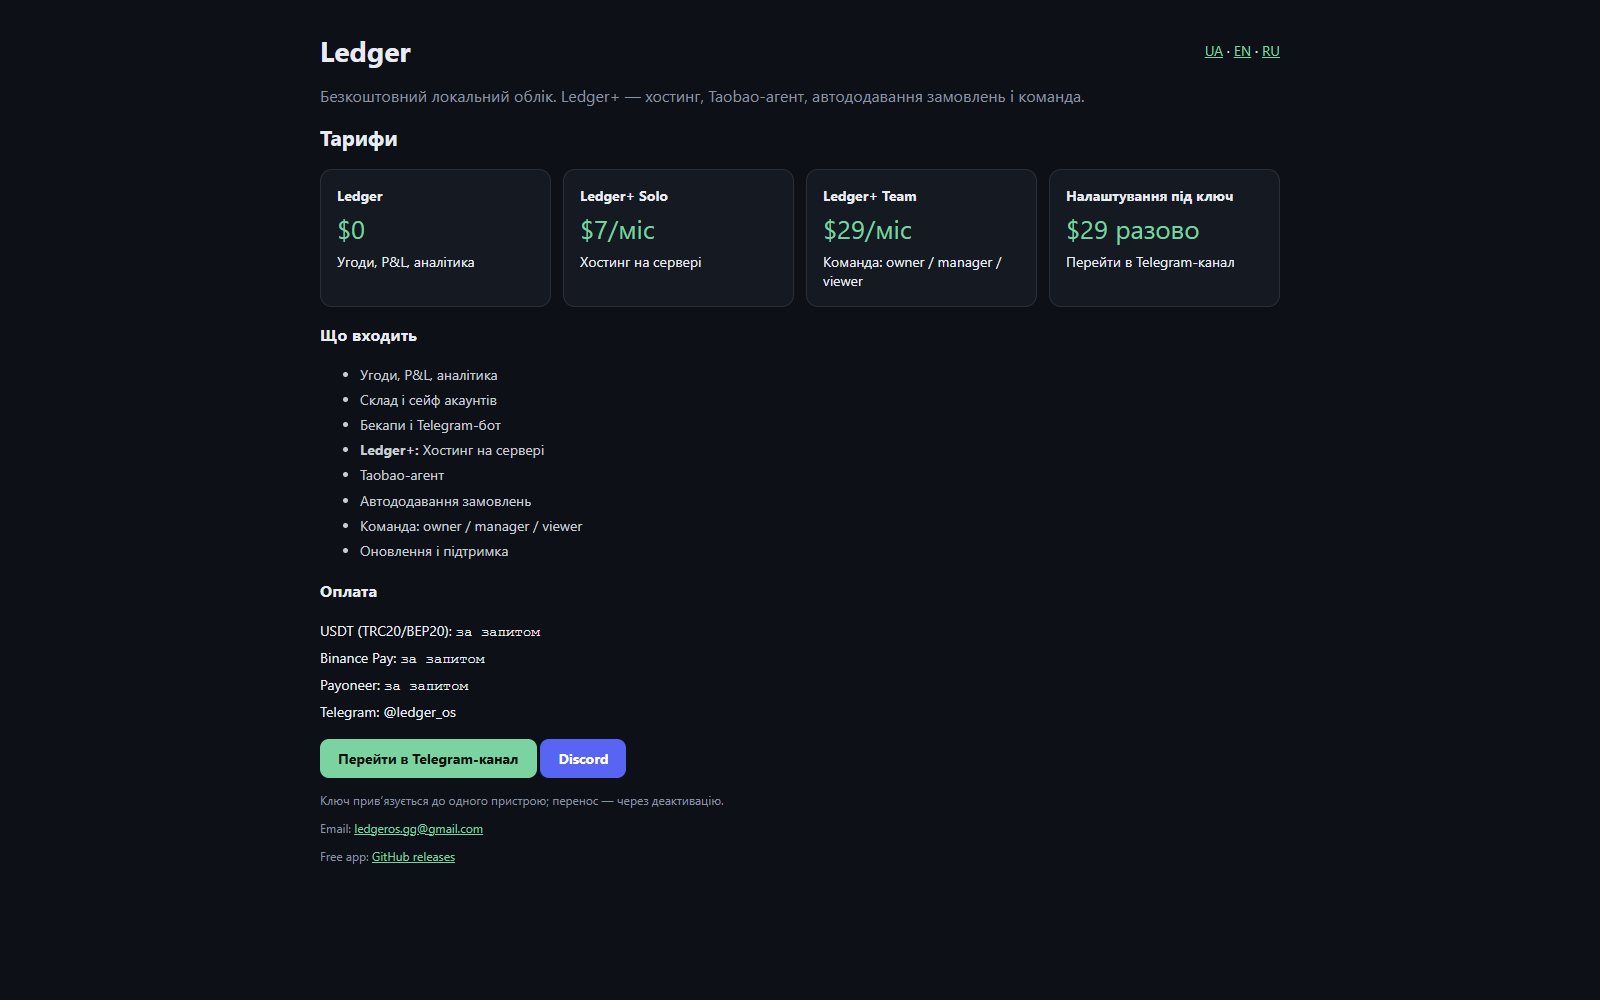 Ledger
UA · EN · RU
Безкоштовний локальний облік. Ledger+ — хостинг, Taobao-агент, автододавання замовлень і команда.
Тарифи
Ledger
$0
Угоди, P&L, аналітика
Ledger+ Solo
$7/міс
Хостинг на сервері
Ledger+ Team
$29/міс
Команда: owner / manager /
viewer
Налаштування під ключ
$29 разово
Перейти в Telegram-канал
Що входить
Угоди, P&L, аналітика
Склад і сейф акаунтів
Бекапи і Telegram-бот
Ledger+: Хостинг на сервері
Taobao-агент
Автододавання замовлень
Команда: owner / manager / viewer
Оновлення і підтримка
Оплата
USDT (TRC20/BEP20): за запитом
Binance Pay: за запитом
Payoneer: за запитом
Telegram: @ledger_os
Перейти в Telegram-канал
Discord
Ключ прив’язується до одного пристрою; перенос — через деактивацію.
Email: ledgeros.gg@gmail.com
Free app: GitHub releases